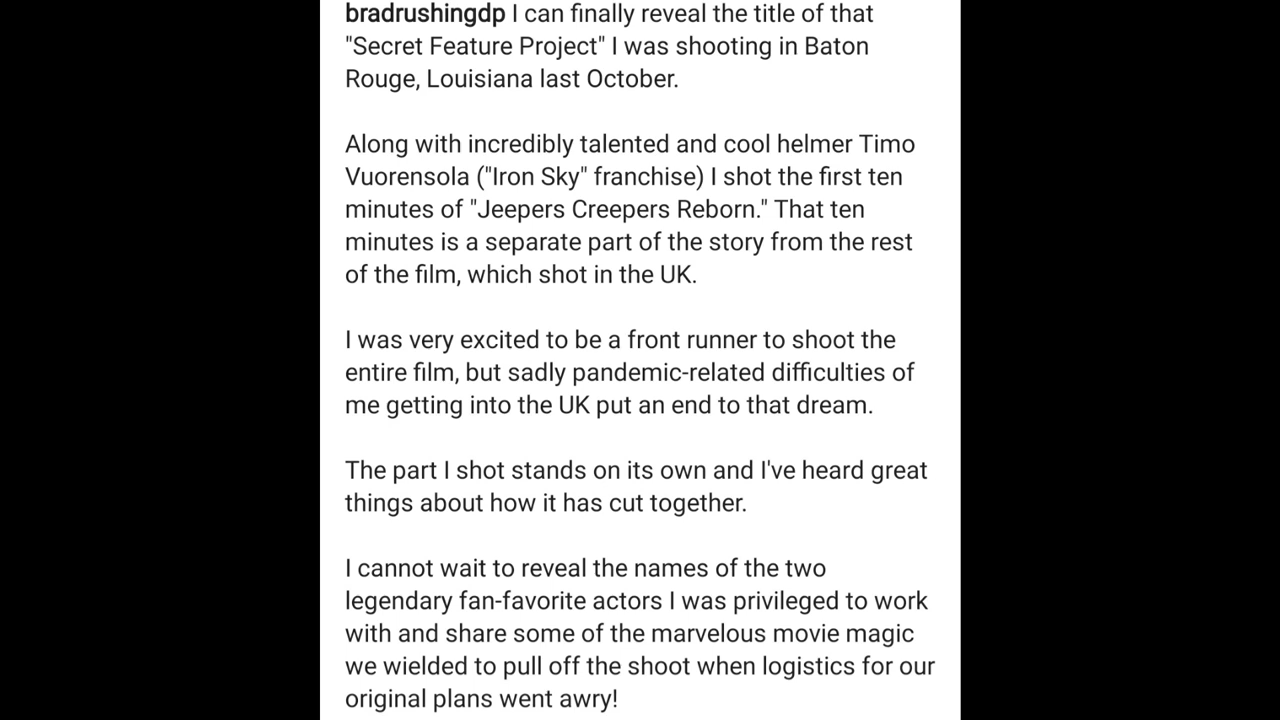 bradrushingdp I can finally reveal the title of that
"Secret Feature Project" I was shooting in Baton
Rouge, Louisiana last October.
Along with incredibly talented and cool helmer Timo
Vuorensola ("Iron Sky" franchise) I shot the first ten
minutes of "Jeepers Creepers Reborn." That ten
minutes is a separate part of the story from the rest
of the film, which shot in the UK.
I was very excited to be a front runner to shoot the
entire film, but sadly pandemic-related difficulties of
me getting into the UK put an end to that dream.
The part I shot stands on its own and I've heard great
things about how it has cut together.
I cannot wait to reveal the names of the two
legendary fan-favorite actors I was privileged to work
with and share some of the marvelous movie magic
we wielded to pull off the shoot when logistics for our
original plans went awry!